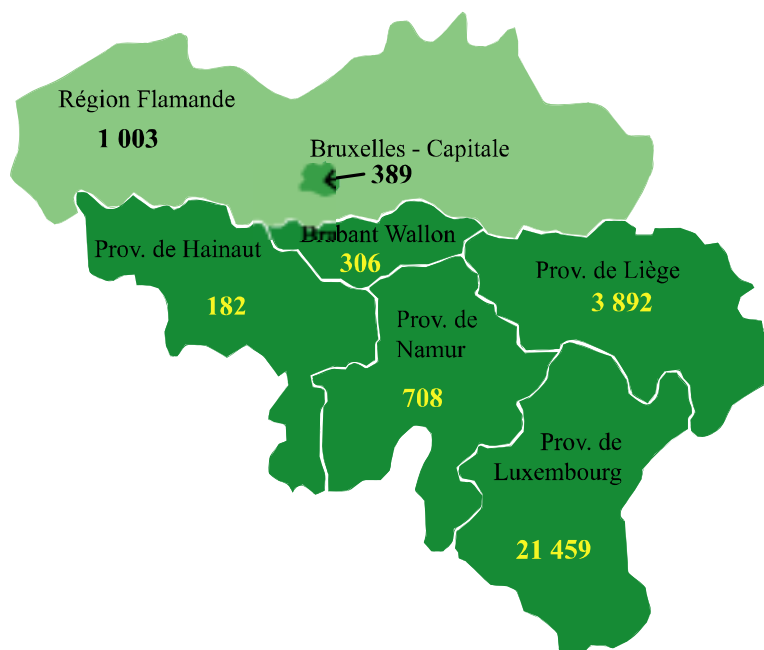 Région Flamande
1 003
Bruxelles - Capitale
389
Brabant Wallon
306
Prov. de Hainaut
182
Prov. de Liège
3 892
Prov. de
Namur
708
Prov. de
Luxembourg
21 459